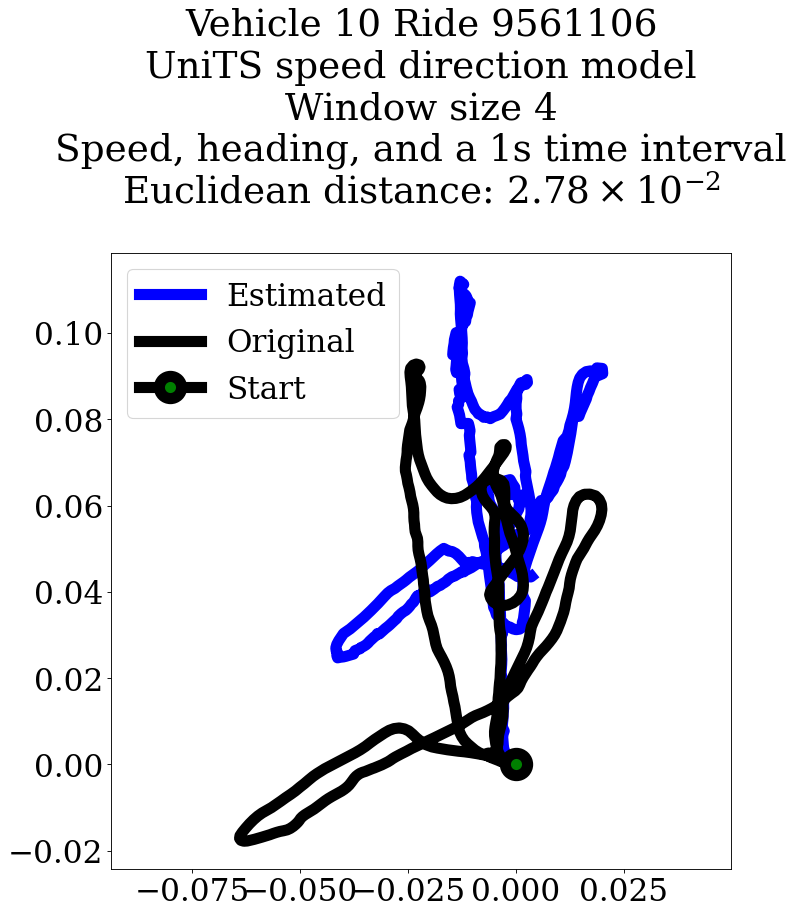 Vehicle 10 Ride 9561106
UniTS speed direction model
Window size 4
Speed, heading, and a 1s time interval
Euclidean distance: 2.78 × 10⁻²
Estimated
Original
Start
0.10
0.08
0.06
0.04
0.02
0.00
−0.02
−0.075 −0.050 −0.025 0.000 0.025